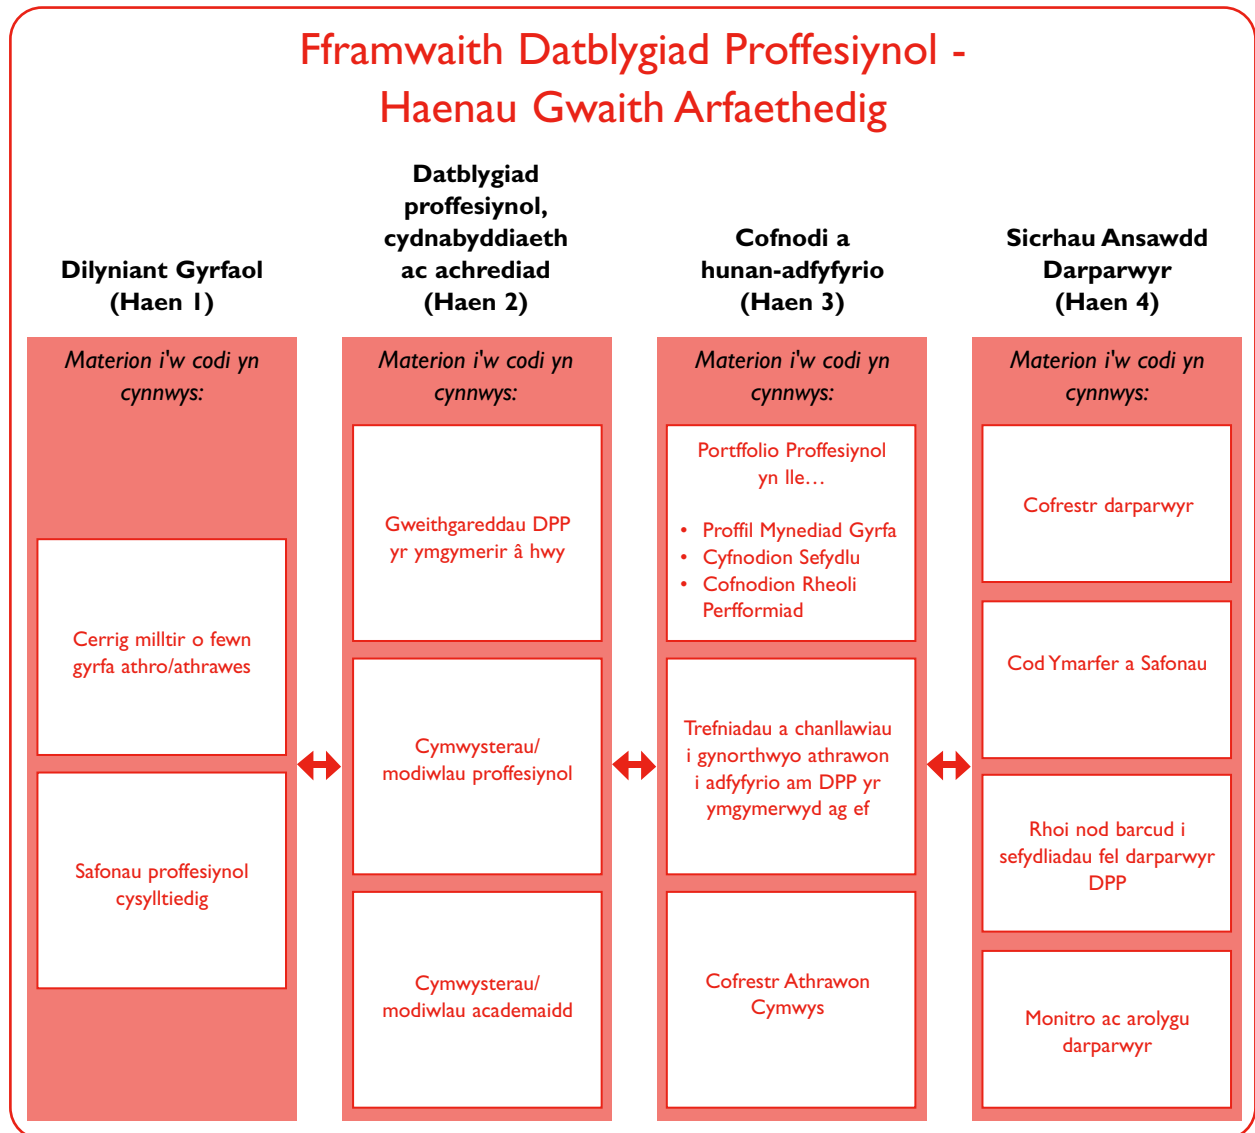 Fframwaith Datblygiad Proffesiynol -
Haenau Gwaith Arfaethedig
Dilyniant Gyrfaol
(Haen 1)
Materion i'w codi yn
cynnwys:
Cerrig milltir o fewn
gyrfa athro/athrawes
Safonau proffesiynol
cysylltiedig
Datblygiad
proffesiynol,
cydnabyddiaeth
ac achrediad
(Haen 2)
Materion i'w codi yn
cynnwys:
Gweithgareddau DPP
yr ymgymerir â hwy
Cymwysterau/
modiwlau proffesiynol
Cymwysterau/
modiwlau academaidd
Cofnodi a
hunan-adfyfyrio
(Haen 3)
Materion i'w codi yn
cynnwys:
Portffolio Proffesiynol
yn lle…
• Proffil Mynediad Gyrfa
• Cyfnodion Sefydlu
• Cofnodion Rheoli
Perfformiad
Trefniadau a chanllawiau
i gynorthwyo athrawon
i adfyfyrio am DPP yr
ymgymerwyd ag ef
Cofrestr Athrawon
Cymwys
Sicrhau Ansawdd
Darparwyr
(Haen 4)
Materion i'w codi yn
cynnwys:
Cofrestr darparwyr
Cod Ymarfer a Safonau
Rhoi nod barcud i
sefydliadau fel darparwyr
DPP
Monitro ac arolygu
darparwyr